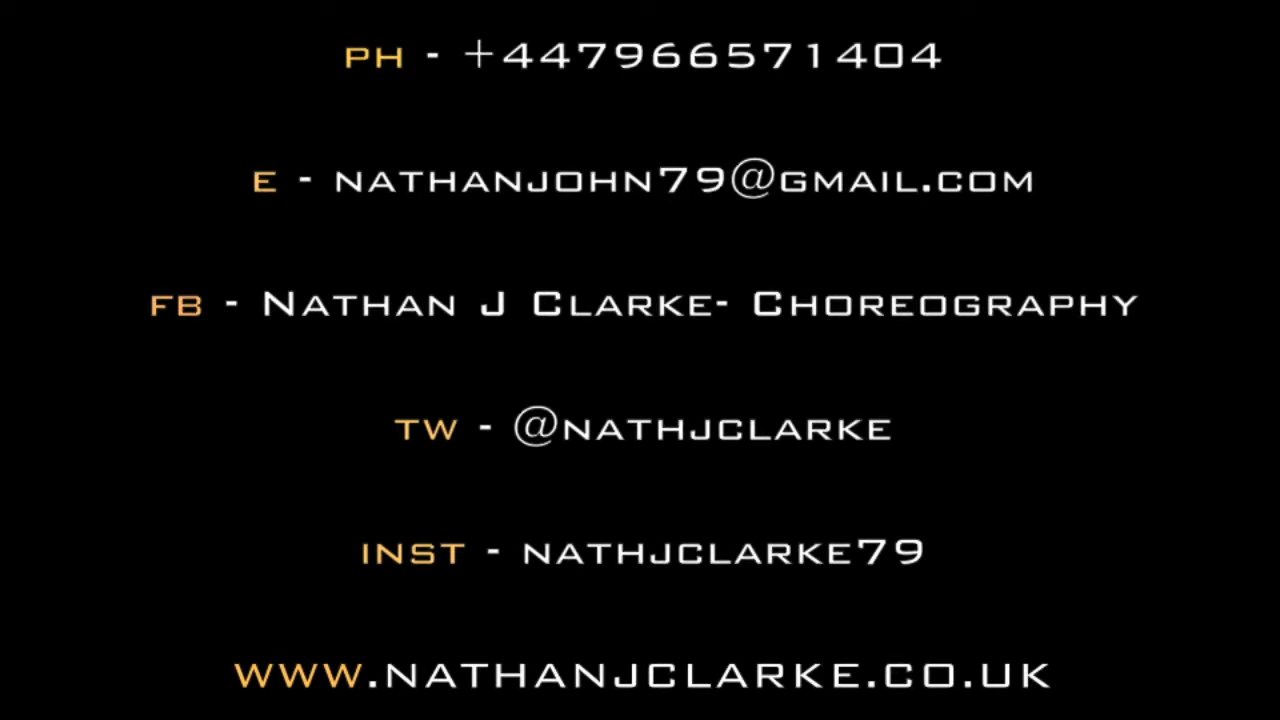 PH - +447966571404
E - NATHANJOHN79@GMAIL.COM
FB - NATHAN J CLARKE- CHOREOGRAPHY
TW - @NATHJCLARKE
INST - NATHJCLARKE79
WWW.NATHANJCLARKE.CO.UK